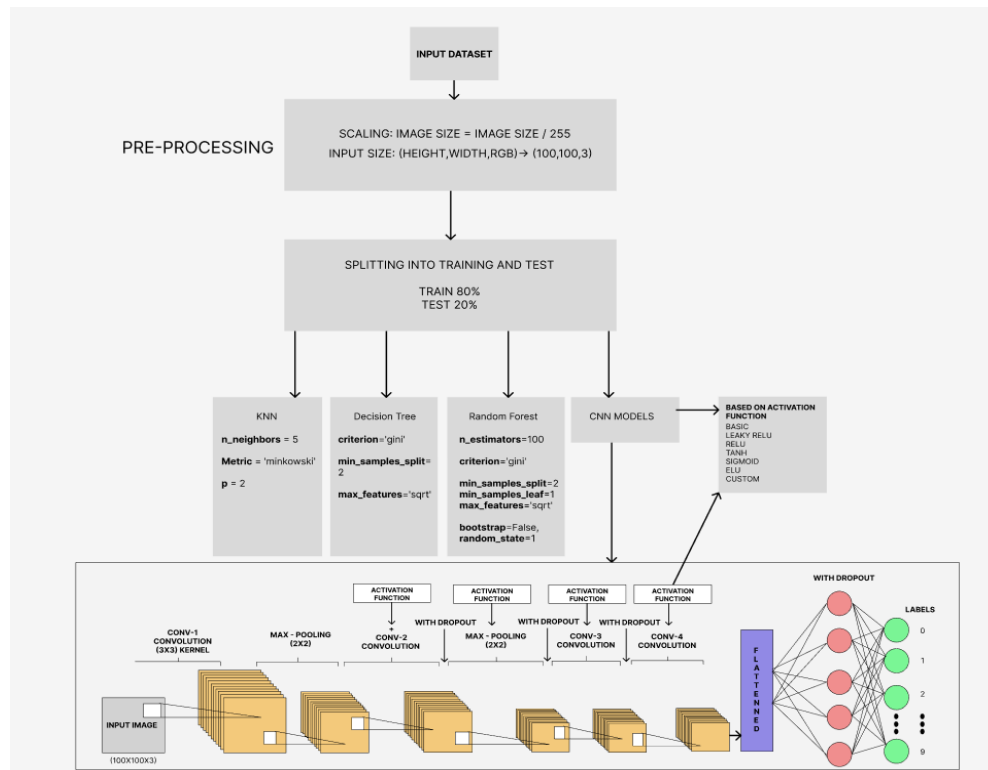 INPUT DATASET
PRE-PROCESSING
SCALING: IMAGE SIZE = IMAGE SIZE / 255
INPUT SIZE: (HEIGHT,WIDTH,RGB)→ (100,100,3)
SPLITTING INTO TRAINING AND TEST
TRAIN 80%
TEST 20%
KNN
n_neighbors = 5
Metric = 'minkowski'
p = 2
Decision Tree
criterion='gini'
min_samples_split=
2
max_features='sqrt'
Random Forest
n_estimators=100
criterion='gini'
min_samples_split=2
min_samples_leaf=1
max_features='sqrt'
bootstrap=False,
random_state=1
CNN MODELS
BASED ON ACTIVATION
FUNCTION
BASIC
LEAKY RELU
RELU
TANH
SIGMOID
ELU
CUSTOM
ACTIVATION
FUNCTION
ACTIVATION
FUNCTION
ACTIVATION
FUNCTION
ACTIVATION
FUNCTION
CONV-1
CONVOLUTION
(3X3) KERNEL
MAX - POOLING
(2X2)
+
CONV-2
CONVOLUTION
WITH DROPOUT
MAX - POOLING
(2X2)
WITH DROPOUT
CONV-3
CONVOLUTION
WITH DROPOUT
CONV-4
CONVOLUTION
WITH DROPOUT
LABELS
INPUT IMAGE
(100X100X3)
FLATTENNED
0
1
2
9